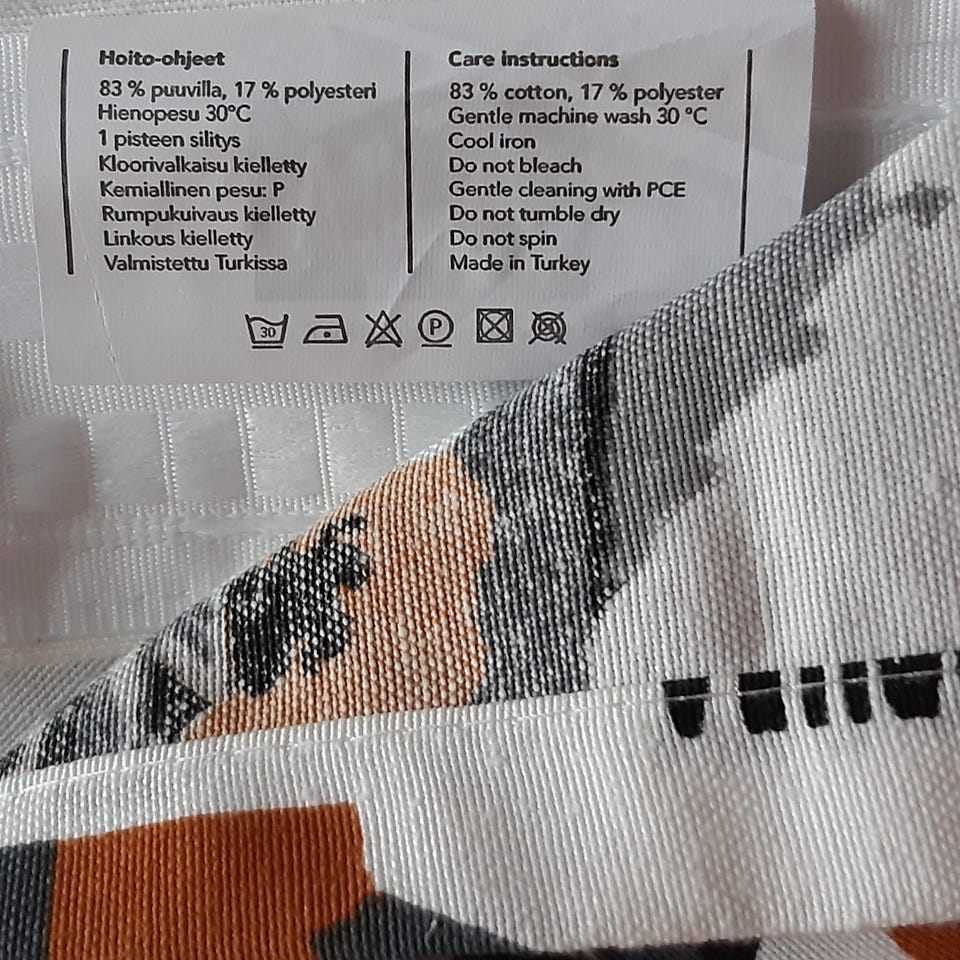 Hoito-ohjeet
83 % puuvilla, 17 % polyesteri
Hienopesu 30°C
1 pisteen silitys
Kloorivalkaisu kielletty
Kemiallinen pesu: P
Rumpukuivaus kielletty
Linkous kielletty
Valmistettu Turkissa
Care instructions
83 % cotton, 17 % polyester
Gentle machine wash 30 °C
Cool iron
Do not bleach
Gentle cleaning with PCE
Do not tumble dry
Do not spin
Made in Turkey
30 P